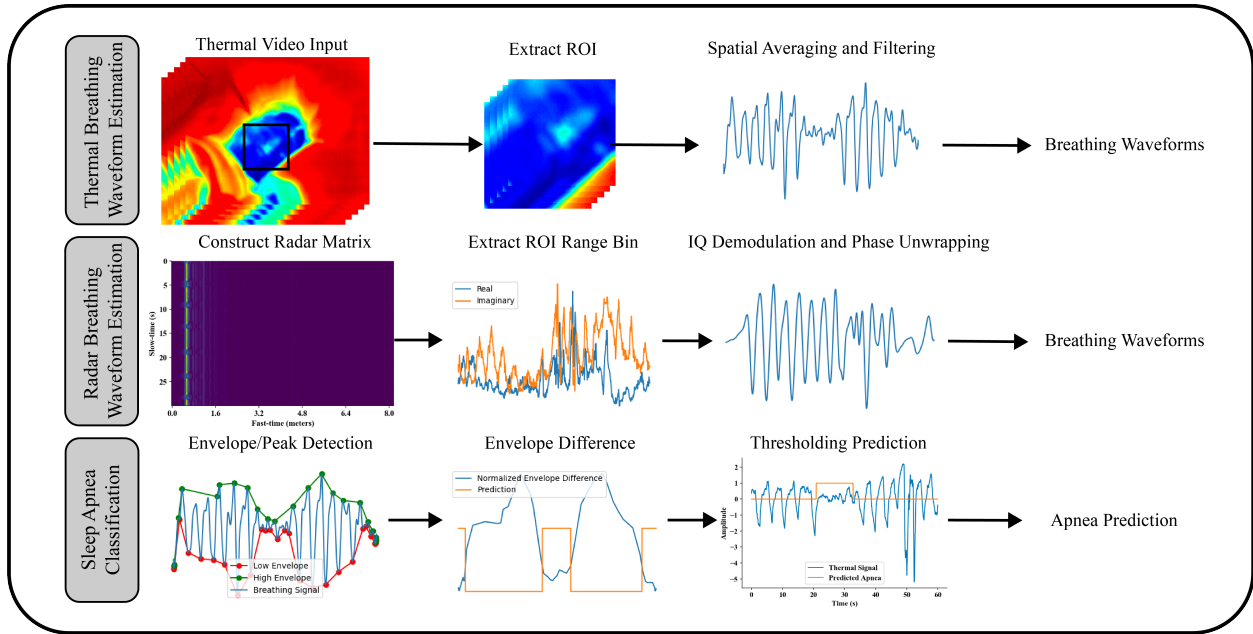 Thermal Breathing
Waveform Estimation
Thermal Video Input
Extract ROI
Spatial Averaging and Filtering
Breathing Waveforms
Radar Breathing
Waveform Estimation
Construct Radar Matrix
0
5
10
15
20
25
Slow-time (s)
0.0 1.6 3.2 4.8 6.4 8.0
Fast-time (meters)
Extract ROI Range Bin
Real
Imaginary
IQ Demodulation and Phase Unwrapping
Breathing Waveforms
Sleep Apnea
Classification
Envelope/Peak Detection
Low Envelope
High Envelope
Breathing Signal
Envelope Difference
Normalized Envelope Difference
Prediction
Thresholding Prediction
2
1
0
−1
−2
−3
−4
−5
Amplitude
Thermal Signal
Predicted Apnea
0 10 20 30 40 50 60
Time (s)
Apnea Prediction